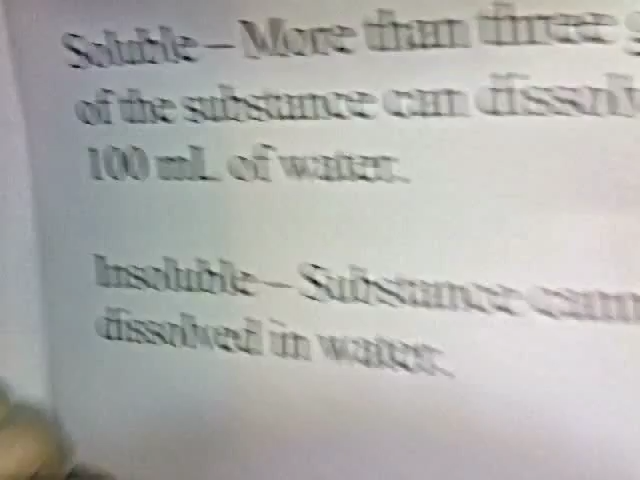 Soluble – More than three
of the substance can
100 mL of water.
Insoluble – Substance
dissolved in water.